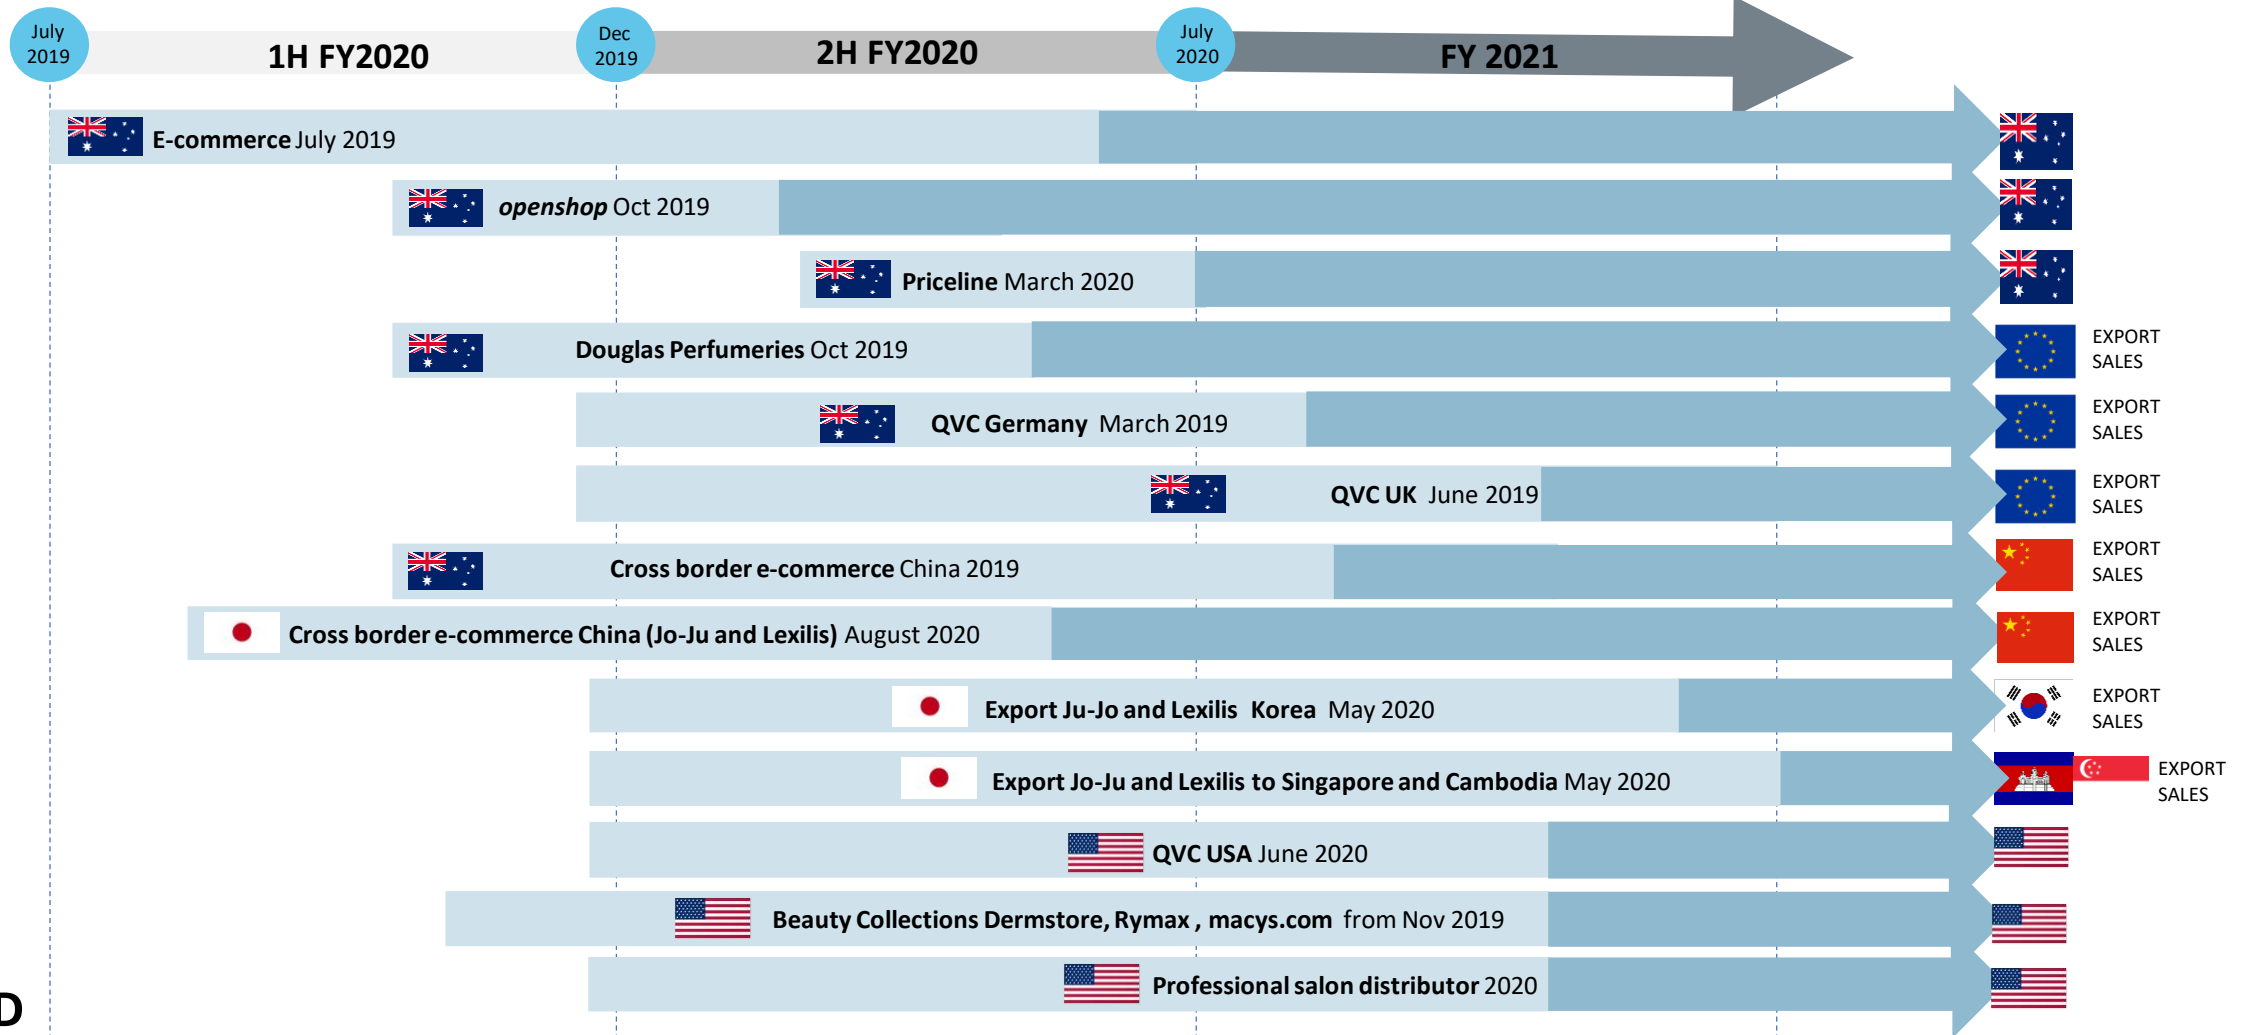 July
2019
1H FY2020
Dec
2019
2H FY2020
July
2020
FY 2021
E-commerce July 2019
openshop Oct 2019
Priceline March 2020
Douglas Perfumeries Oct 2019
EXPORT
SALES
QVC Germany March 2019
EXPORT
SALES
QVC UK June 2019
EXPORT
SALES
Cross border e-commerce China 2019
EXPORT
SALES
Cross border e-commerce China (Jo-Ju and Lexilis) August 2020
EXPORT
SALES
Export Ju-Jo and Lexilis Korea May 2020
EXPORT
SALES
Export Jo-Ju and Lexilis to Singapore and Cambodia May 2020
EXPORT
SALES
QVC USA June 2020
Beauty Collections Dermstore, Rymax , macys.com from Nov 2019
Professional salon distributor 2020
D